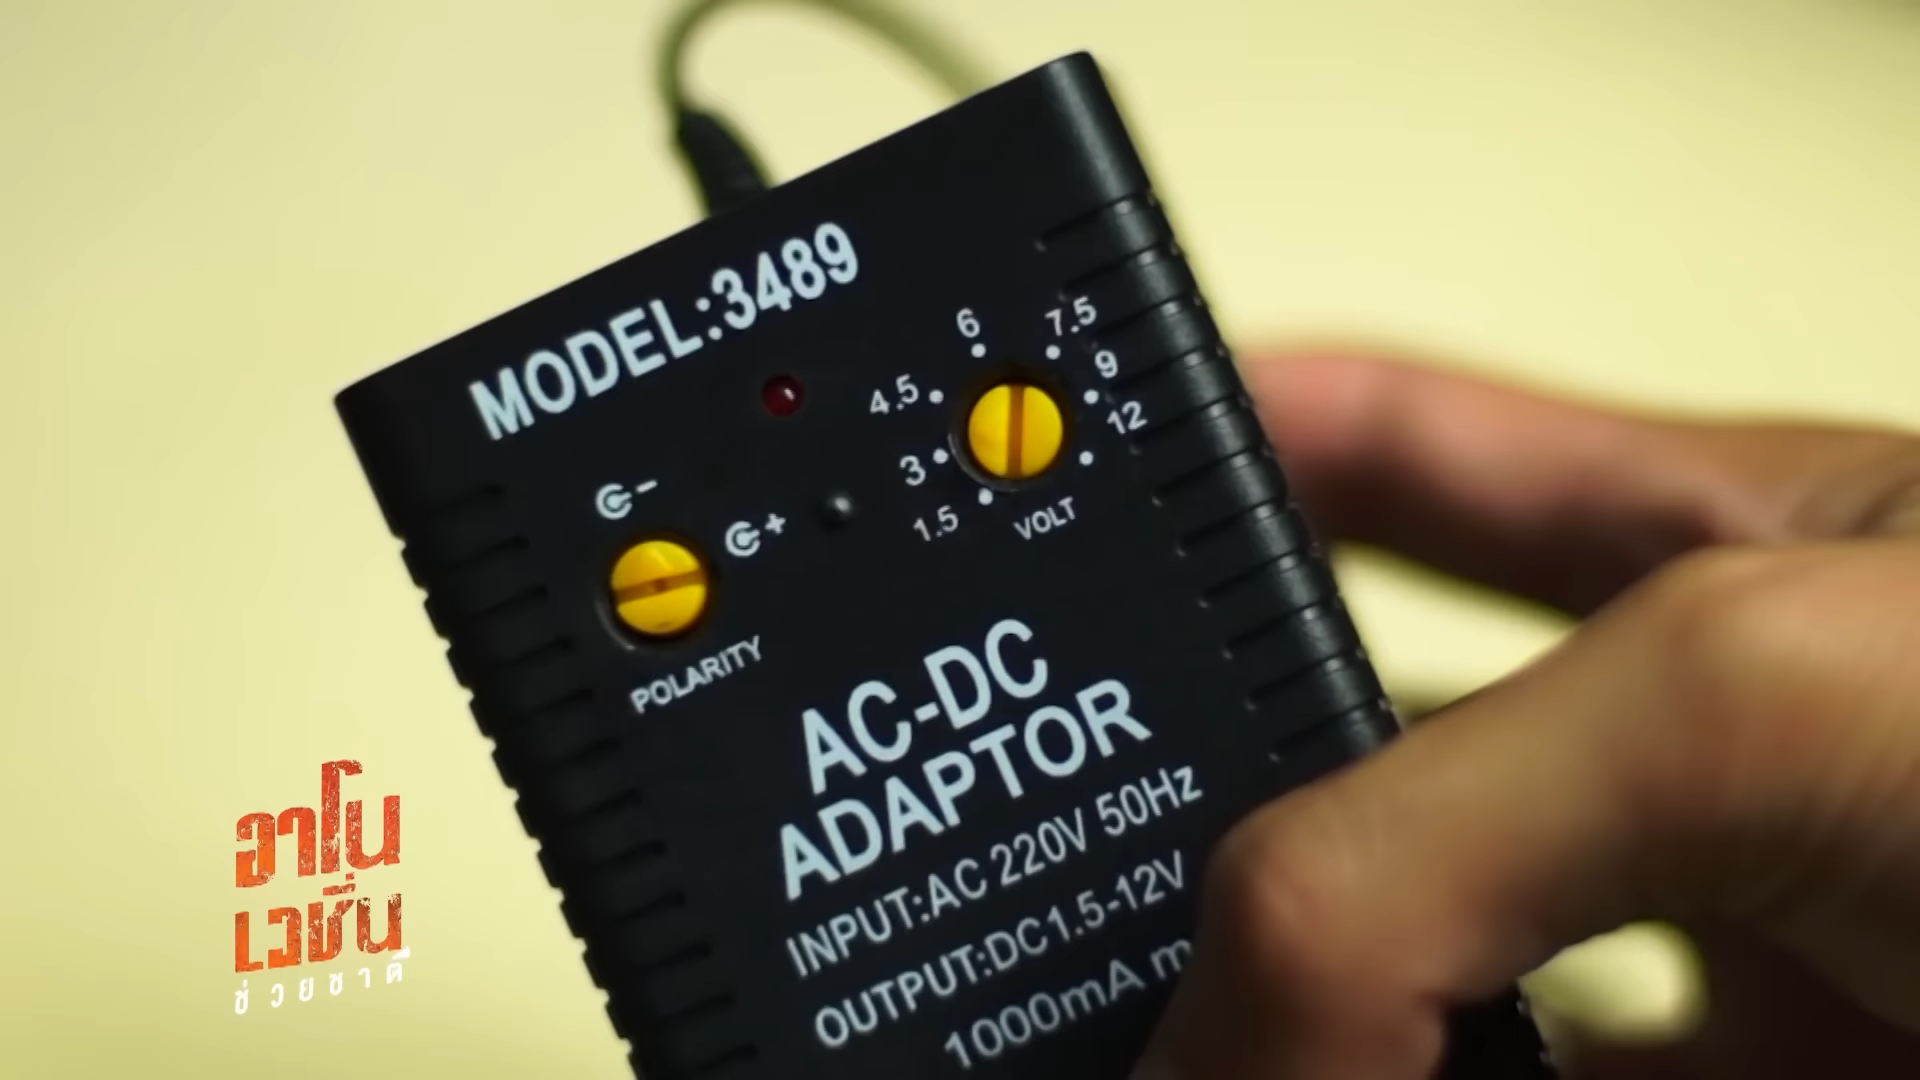 MODEL:3489
6
7.5
4.5
9
12
3
1.5
VOLT
-
+
POLARITY
AC-DC
ADAPTOR
INPUT:AC 220V 50Hz
OUTPUT:DC1.5-12V
1000mA
อาโน
เวชั่น
ช่วยชาติ